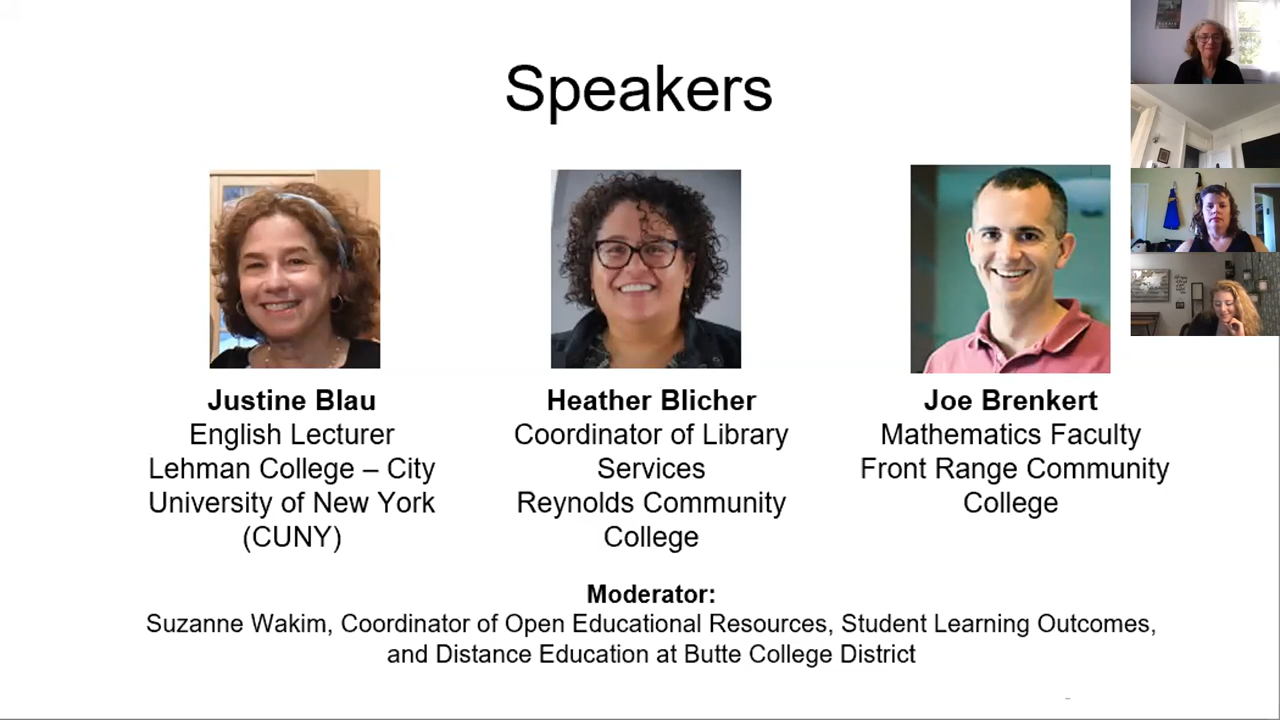 Speakers
Justine Blau
English Lecturer
Lehman College – City
University of New York
(CUNY)
Heather Blicher
Coordinator of Library
Services
Reynolds Community
College
Joe Brenkert
Mathematics Faculty
Front Range Community
College
Moderator:
Suzanne Wakim, Coordinator of Open Educational Resources, Student Learning Outcomes,
and Distance Education at Butte College District